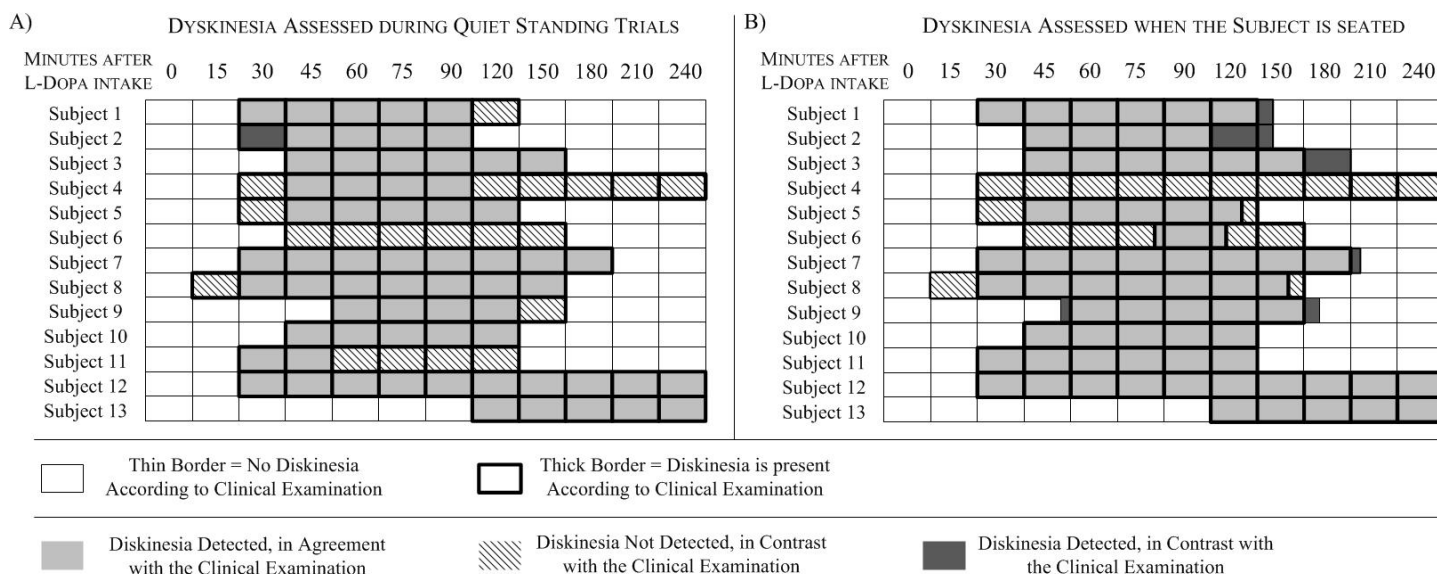 A) Dyskinesia Assessed during Quiet Standing Trials
Minutes after
L-Dopa intake
0 15 30 45 60 75 90 120 150 180 210 240
Subject 1
Subject 2
Subject 3
Subject 4
Subject 5
Subject 6
Subject 7
Subject 8
Subject 9
Subject 10
Subject 11
Subject 12
Subject 13
B) Dyskinesia Assessed when the Subject is seated
Minutes after
L-Dopa intake
0 15 30 45 60 75 90 120 150 180 210 240
Subject 1
Subject 2
Subject 3
Subject 4
Subject 5
Subject 6
Subject 7
Subject 8
Subject 9
Subject 10
Subject 11
Subject 12
Subject 13
Thin Border = No Diskinesia
According to Clinical Examination
Thick Border = Diskinesia is present
According to Clinical Examination
Diskinesia Detected, in Agreement
with the Clinical Examination
Diskinesia Not Detected, in Contrast
with the Clinical Examination
Diskinesia Detected, in Contrast with
the Clinical Examination